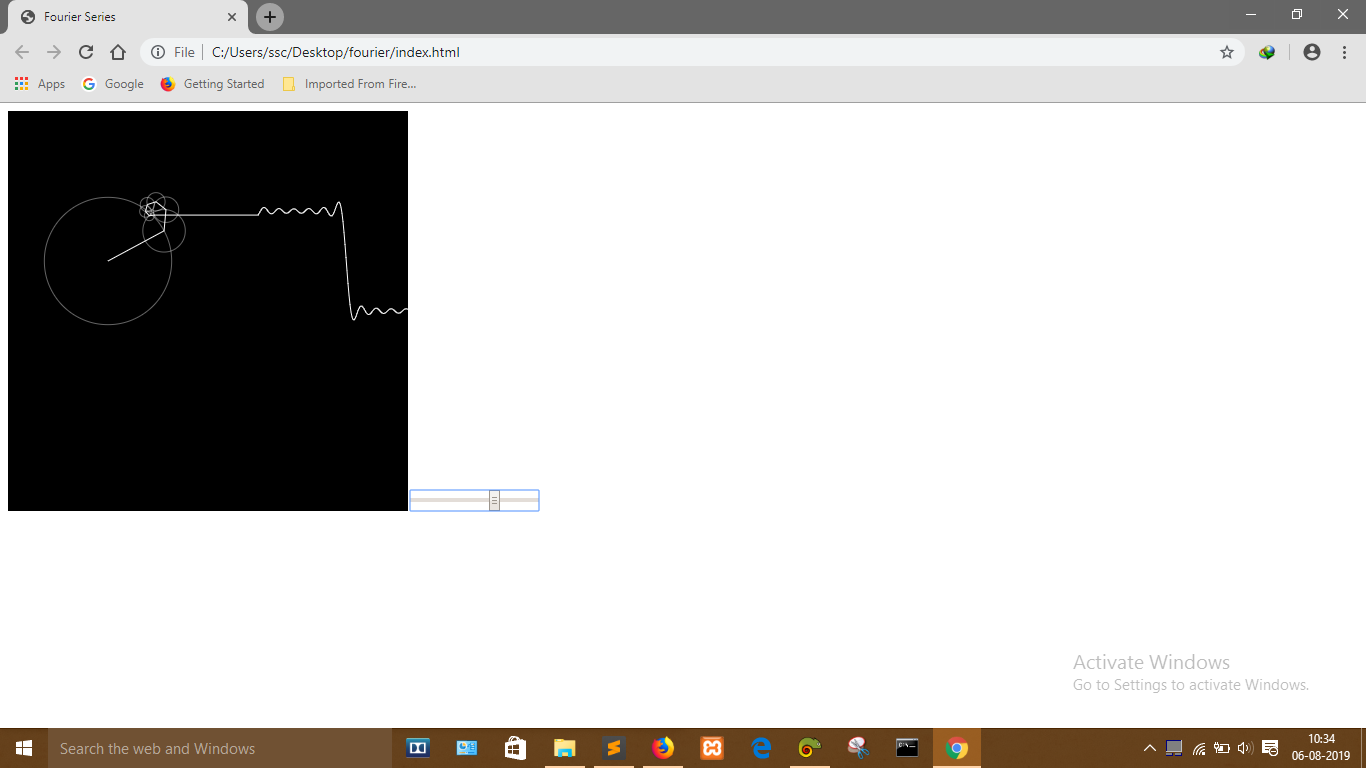 Fourier Series
File
C:/Users/ssc/Desktop/fourier/index.html
Apps
Google
Getting Started
Imported From Fire...
Activate Windows
Go to Settings to activate Windows.
Search the web and Windows
10:34
06-08-2019